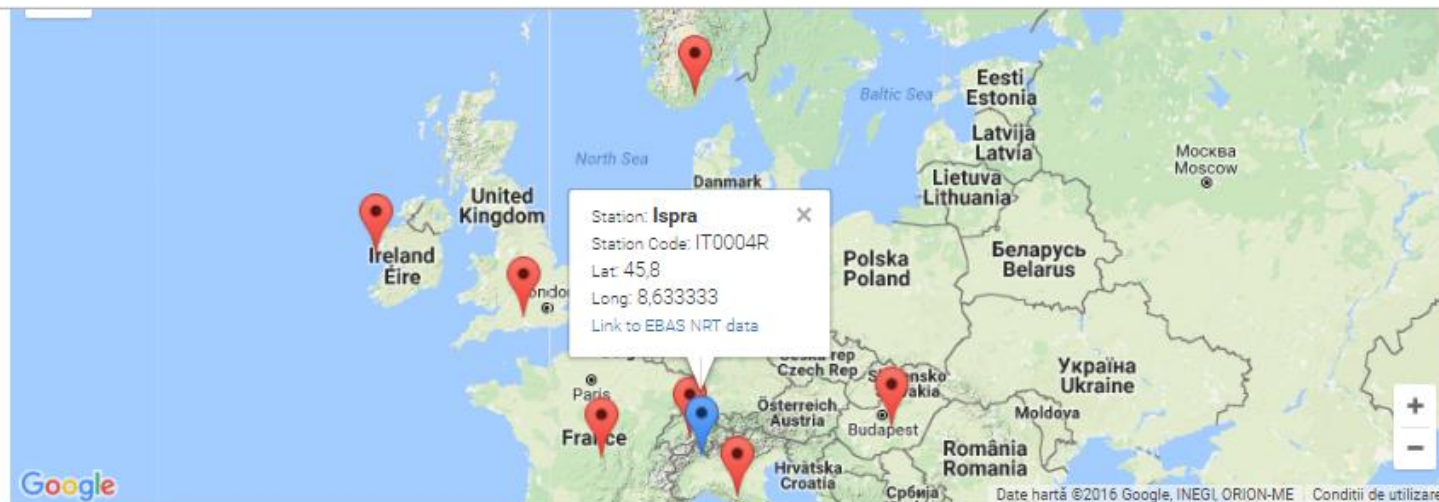 Eesti
Estonia
Baltic Sea
Latvija
Latvia
Москва
Moscow
North Sea
Danmark
Lietuva
Lithuania
United
Kingdom
Station: Ispra
Station Code: IT0004R
Lat: 45,8
Long: 8,633333
Link to EBAS NRT data
Ireland
Éire
Polska
Poland
Беларусь
Belarus
Czech Rep
Україна
Ukraine
Paris
France
Österreich
Austria
Budapest
Moldova
România
Romania
Hrvatska
Croatia
Србија
Google
Date hartă ©2016 Google, INEGI, ORION-ME